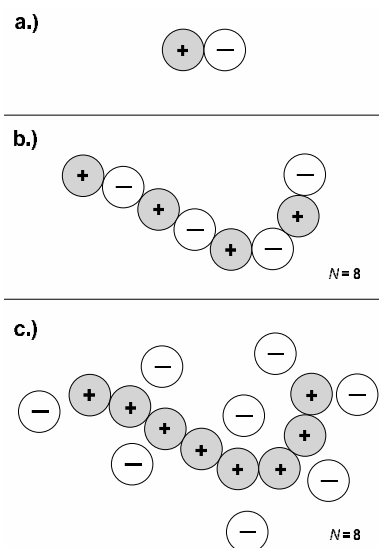 a.)
+ −
b.)
+ − + − + − + −
N = 8
c.)
− + + − + + − + + − + + − − − −
N = 8